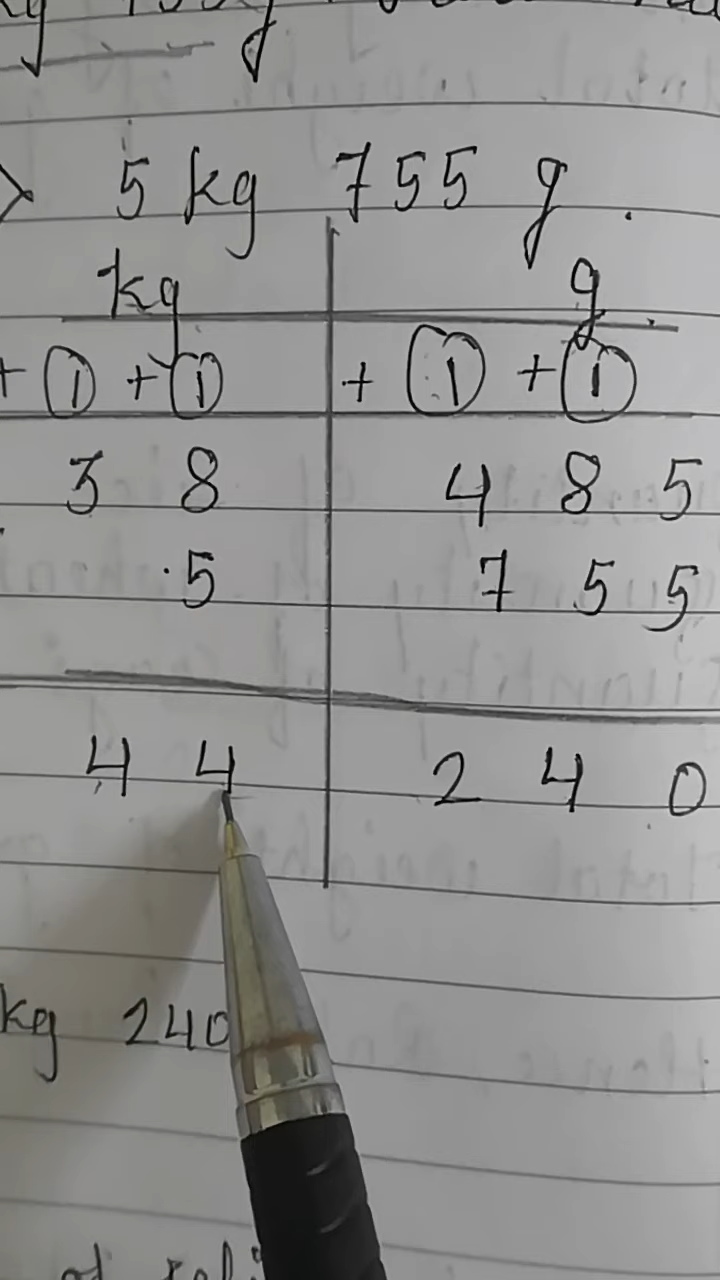 5 kg 755 g.
kg g
+ 1 + 1 + 1 + 1
3 8 4 8 5
5 7 5 5
4 4 2 4 0
kg 240